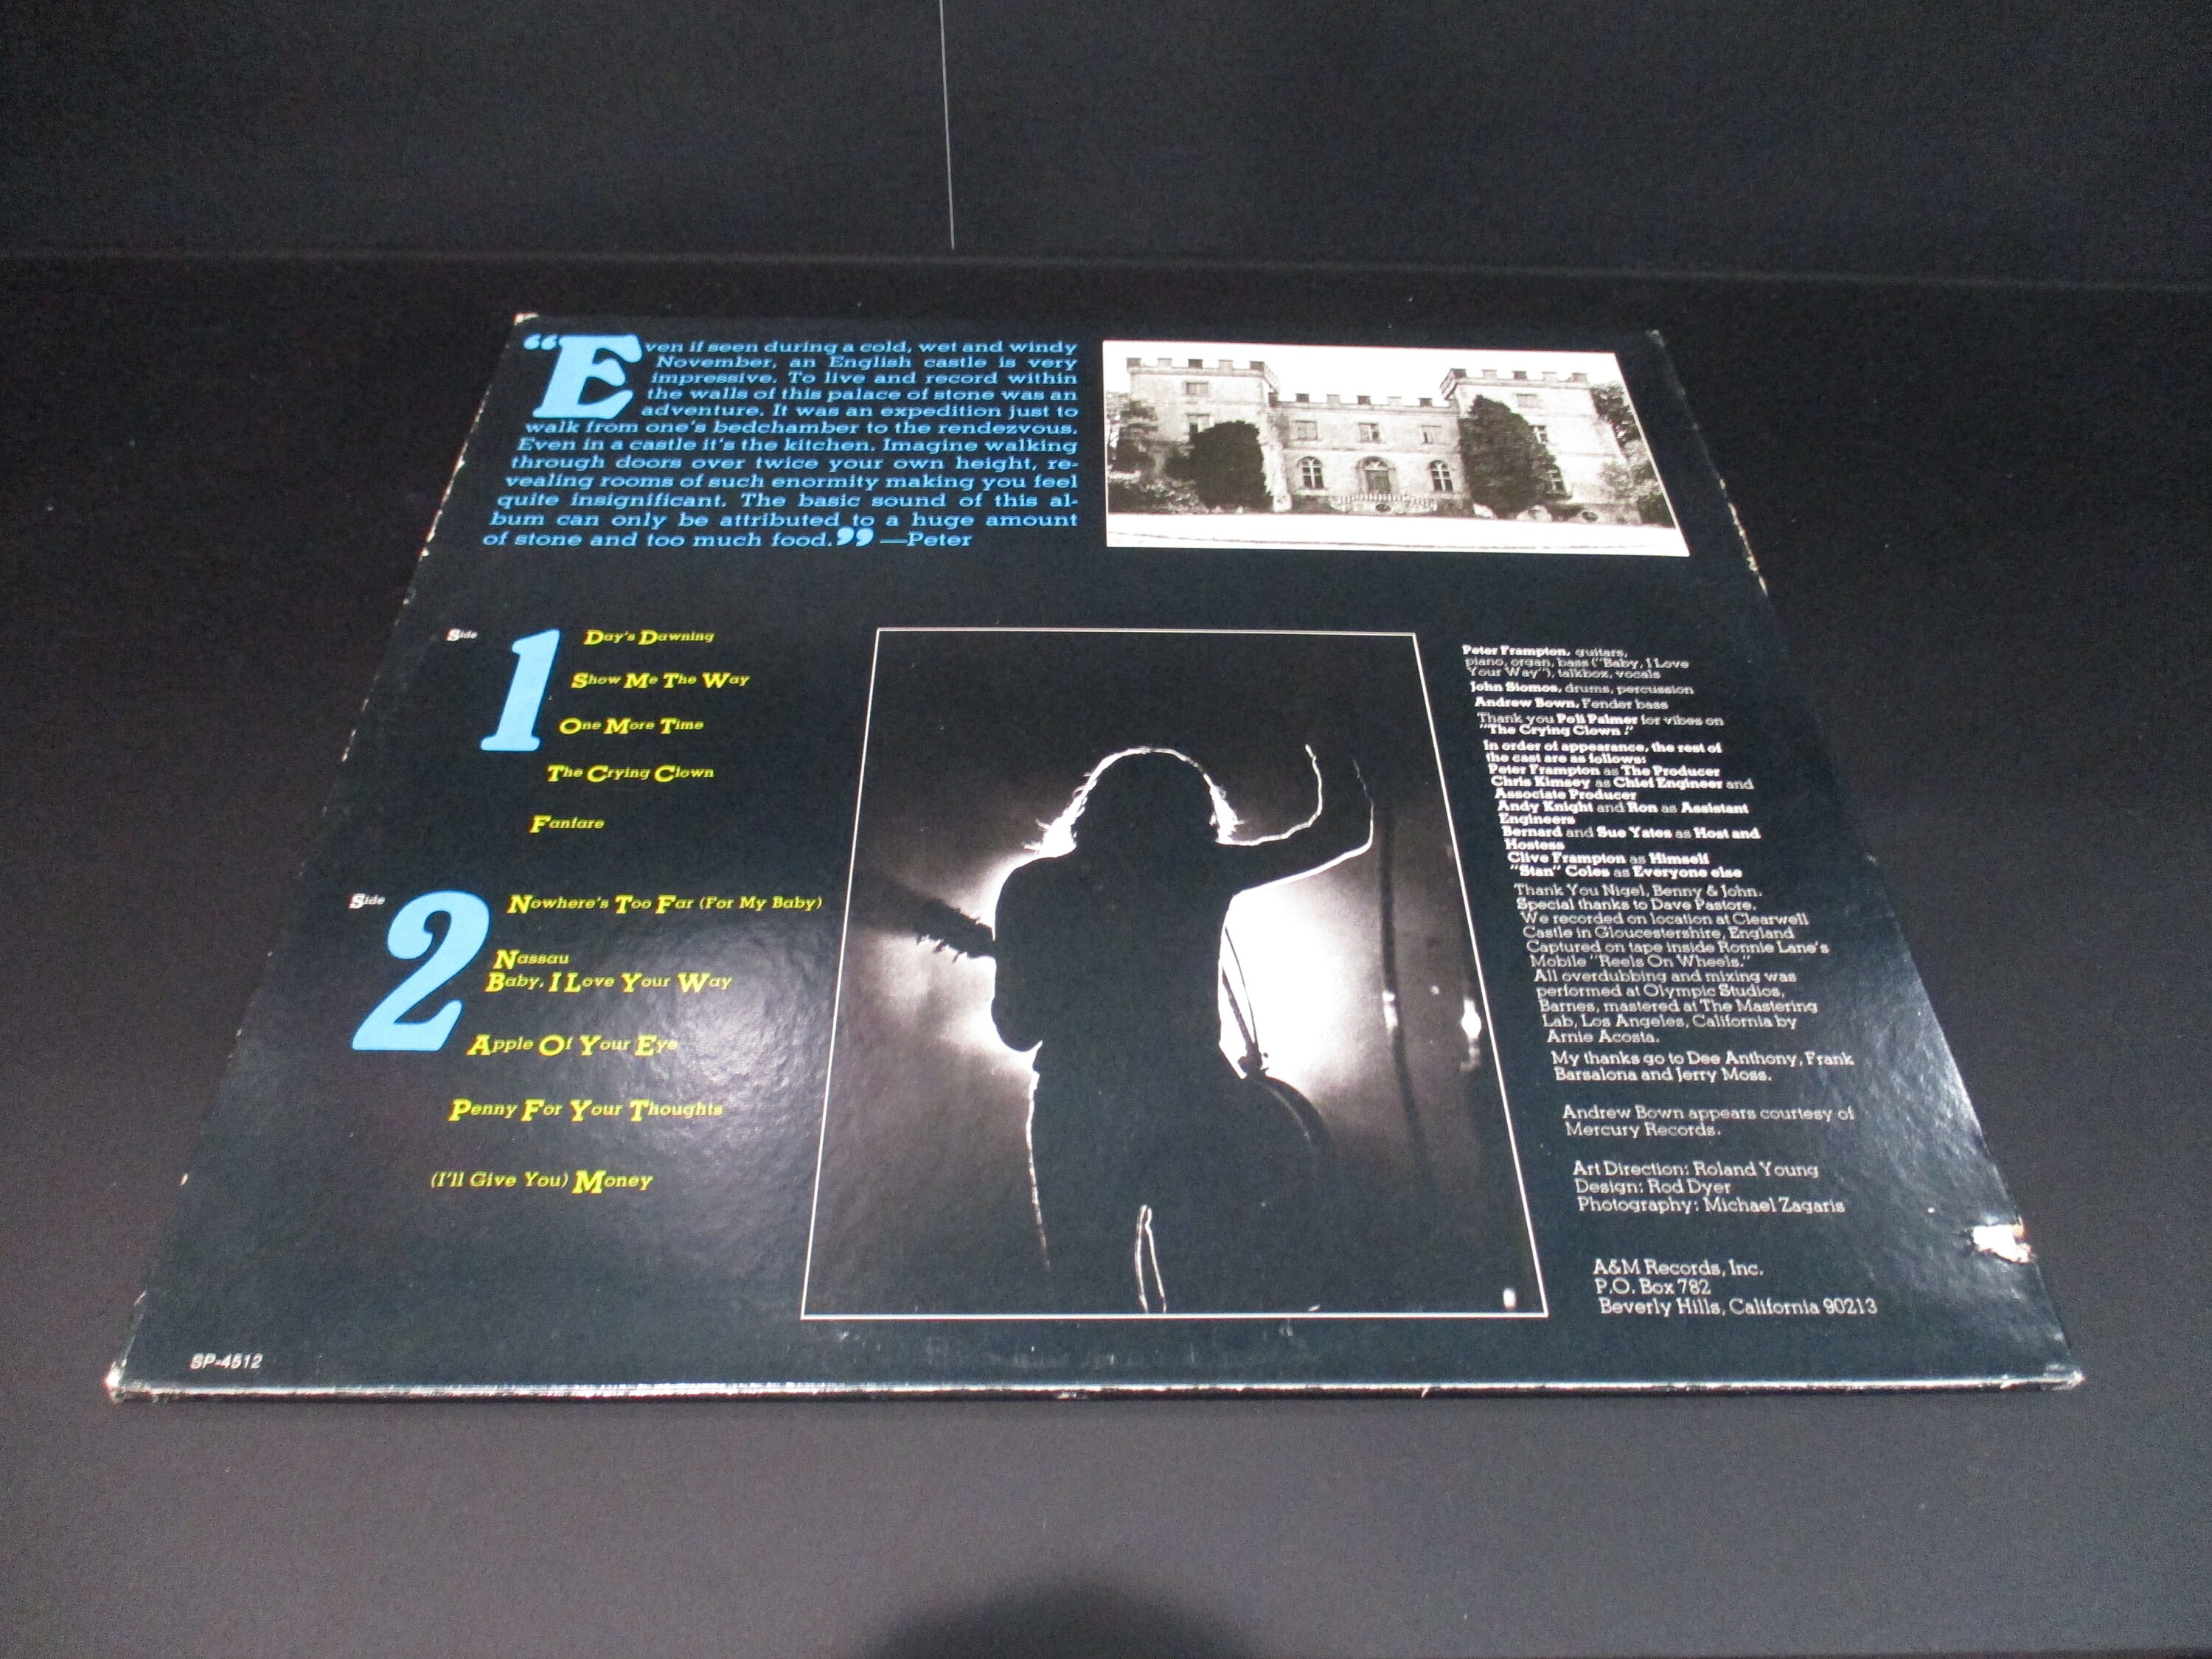 “Even if seen during a cold, wet and windy
November, an English castle is very
impressive. To live and record within
the walls of this palace of stone was an
adventure. It was an expedition just to
walk from one's bedchamber to the rendezvous.
Even in a castle it's the kitchen. Imagine walking
through doors over twice your own height, re-
vealing rooms of such enormity making you feel
quite insignificant. The basic sound of this al-
bum can only be attributed to a huge amount
of stone and too much food.” —Peter
Side 1
Day's Dawning
Show Me The Way
One More Time
The Crying Clown
Fanfare
Side 2
Nowhere's Too Far (For My Baby)
Nassau
Baby, I Love Your Way
Apple Of Your Eye
Penny For Your Thoughts
(I'll Give You) Money
SP-4512
Peter Frampton, guitars,
piano, organ, bass ("Baby, I Love
Your Way"), talkbox, vocals
John Siomos, drums, percussion
Andrew Bown, Fender bass
Thank you Poli Palmer for vibes on
"The Crying Clown."
In order of appearance, the rest of
the cast are as follows:
Peter Frampton as The Producer
Chris Kimsey as Chief Engineer and
Associate Producer
Andy Knight and Ron as Assistant
Engineers
Bernard and Sue Yates as Host and
Hostess
Clive Frampton as Himself
"Stan" Coles as Everyone else
Thank You Nigel, Benny & John.
Special thanks to Dave Pastore.
We recorded on location at Clearwell
Castle in Gloucestershire, England
Captured on tape inside Ronnie Lane's
Mobile "Reels On Wheels."
All overdubbing and mixing was
performed at Olympic Studios,
Barnes, mastered at The Mastering
Lab, Los Angeles, California by
Arnie Acosta.
My thanks go to Dee Anthony, Frank
Barsalona and Jerry Moss.
Andrew Bown appears courtesy of
Mercury Records.
Art Direction: Roland Young
Design: Rod Dyer
Photography: Michael Zagaris
A&M Records, Inc.
P.O. Box 782
Beverly Hills, California 90213